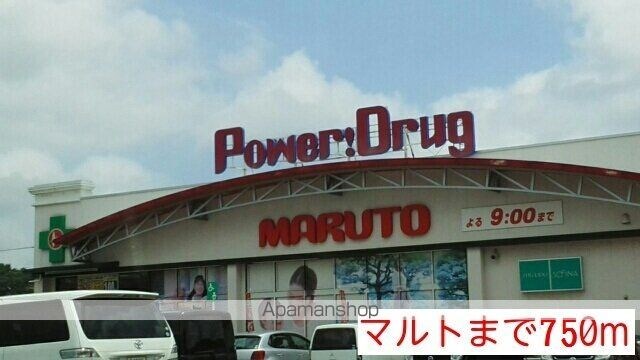 Power!Drug
MARUTO
よる 9:00まで
SOFINA
Apamanshop
マルトまで750m